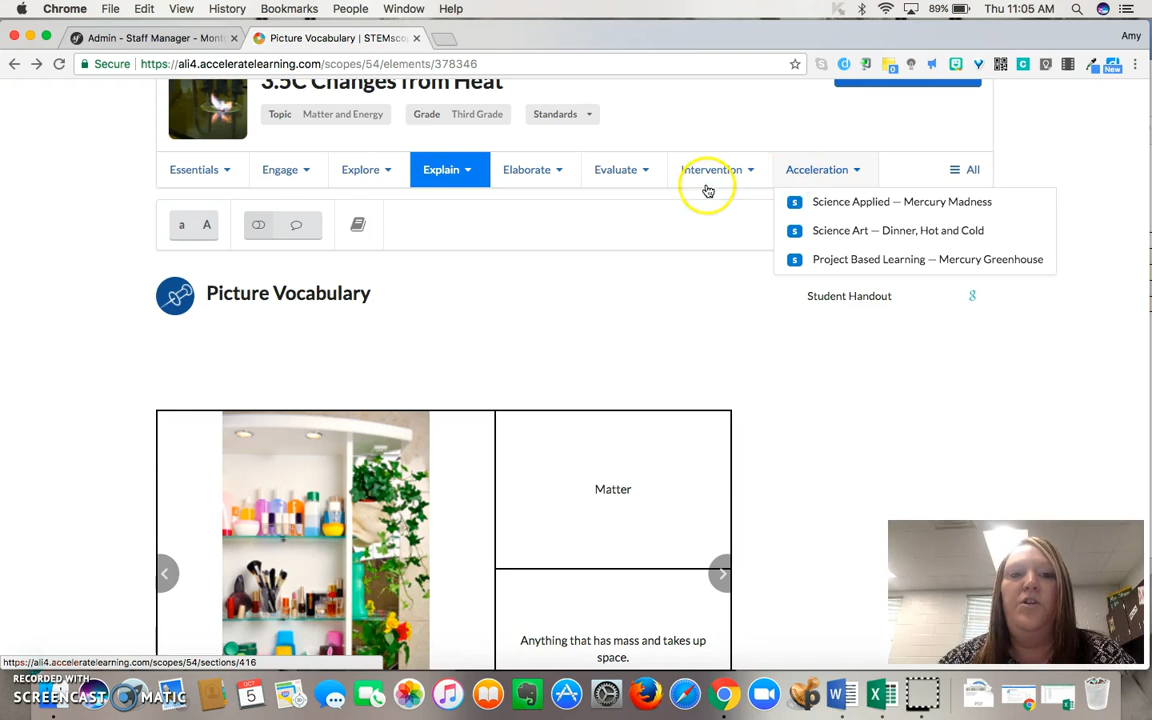 Chrome File Edit View History Bookmarks People Window Help 89% Thu 11:05 AM
Admin - Staff Manager - Mont
Picture Vocabulary | STEMsco
Amy
Secure https://ali4.acceleratelearning.com/scopes/54/elements/378346
New
3.5C Changes from Heat
Topic Matter and Energy Grade Third Grade Standards
Essentials Engage Explore Explain Elaborate Evaluate Intervention Acceleration All
s Science Applied — Mercury Madness
s Science Art — Dinner, Hot and Cold
s Project Based Learning — Mercury Greenhouse
a A
Picture Vocabulary
Student Handout
Matter
Anything that has mass and takes up
space.
https://ali4.acceleratelearning.com/scopes/54/sections/416
RECORDED WITH
SCREENCAST MATIC
OCT
5